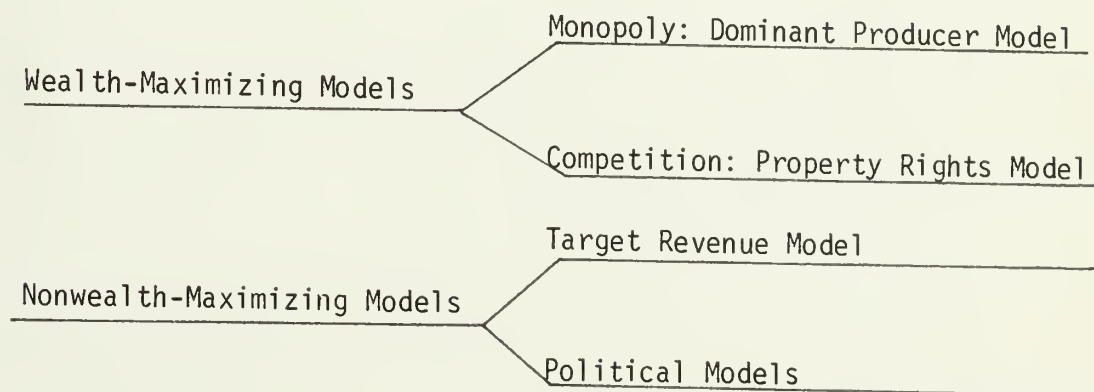 Monopoly: Dominant Producer Model
Wealth-Maximizing Models
Competition: Property Rights Model
Target Revenue Model
Nonwealth-Maximizing Models
Political Models